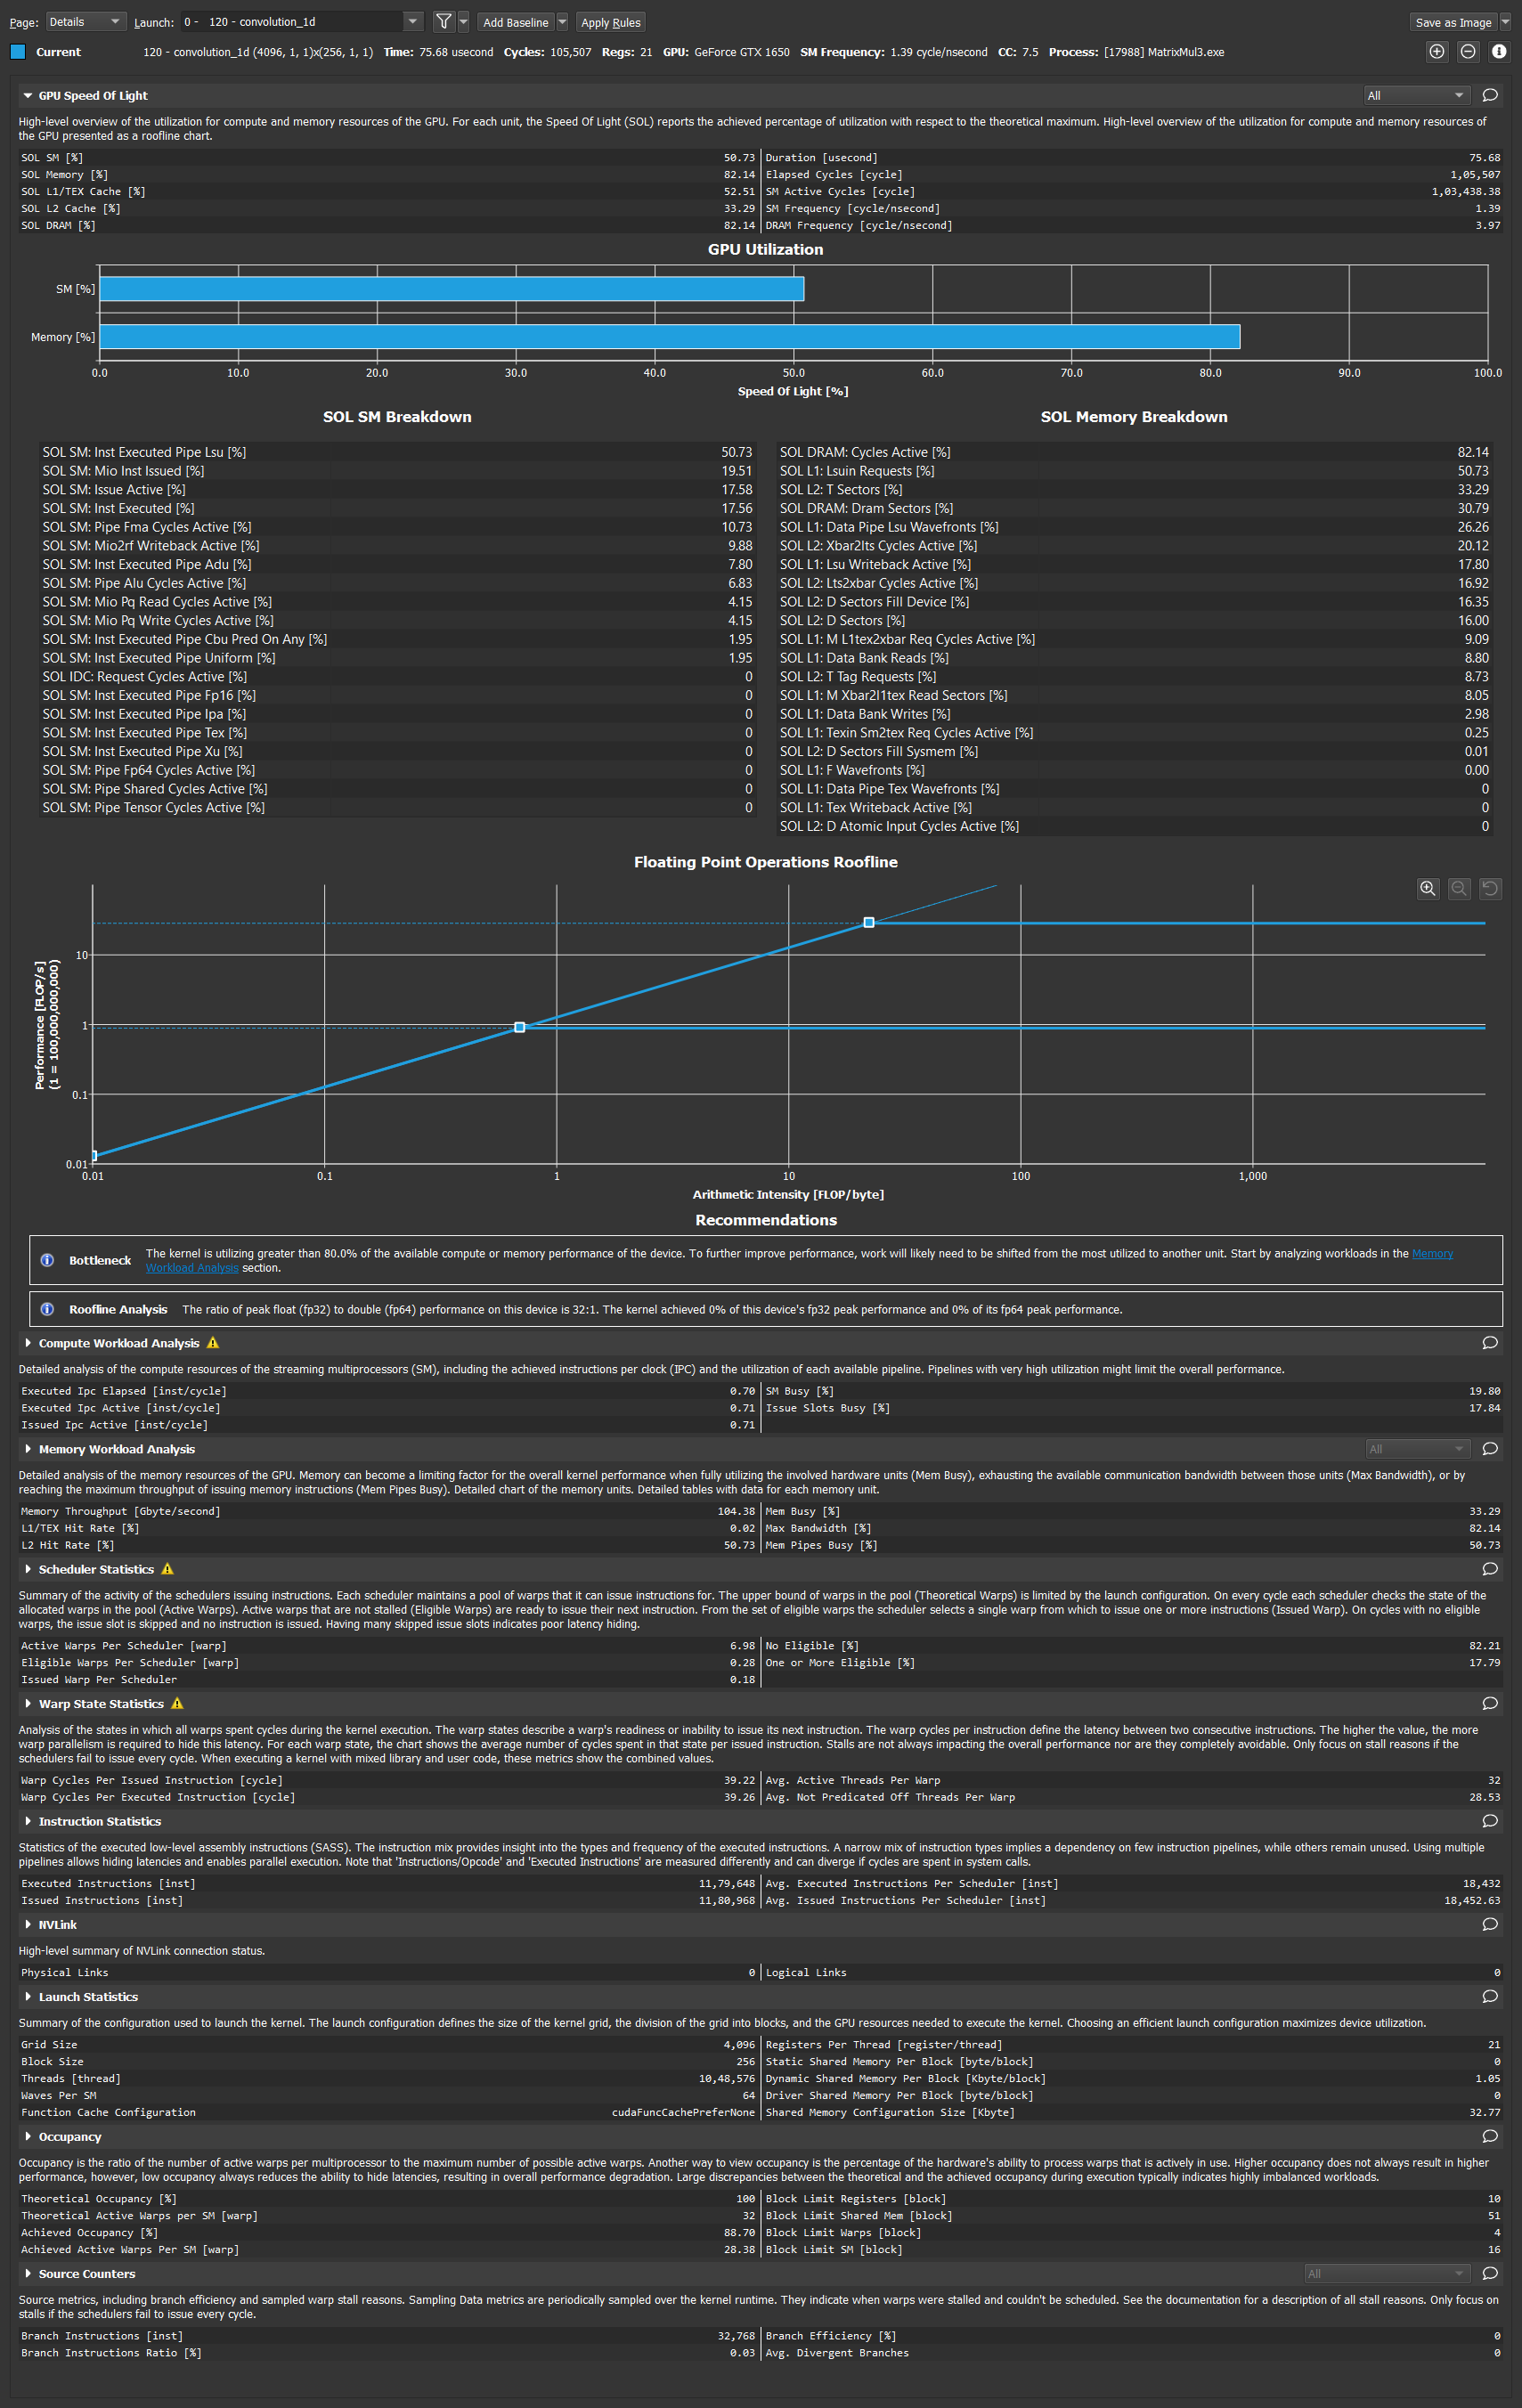 Page: Details Launch: 0 - 120 - convolution_1d Add Baseline Apply Rules Save as Image
Current 120 - convolution_1d (4096, 1, 1)x(256, 1, 1) Time: 75.68 usecond Cycles: 105,507 Regs: 21 GPU: GeForce GTX 1650 SM Frequency: 1.39 cycle/nsecond CC: 7.5 Process: [17988] MatrixMul3.exe
GPU Speed Of Light All
High-level overview of the utilization for compute and memory resources of the GPU. For each unit, the Speed Of Light (SOL) reports the achieved percentage of utilization with respect to the theoretical maximum. High-level overview of the utilization for compute and memory resources of
the GPU presented as a roofline chart.
SOL SM [%] 50.73 Duration [usecond] 75.68
SOL Memory [%] 82.14 Elapsed Cycles [cycle] 1,05,507
SOL L1/TEX Cache [%] 52.51 SM Active Cycles [cycle] 1,03,438.38
SOL L2 Cache [%] 33.29 SM Frequency [cycle/nsecond] 1.39
SOL DRAM [%] 82.14 DRAM Frequency [cycle/nsecond] 3.97
GPU Utilization
SM [%]
Memory [%]
0.0 10.0 20.0 30.0 40.0 50.0 60.0 70.0 80.0 90.0 100.0
Speed Of Light [%]
SOL SM Breakdown
SOL SM: Inst Executed Pipe Lsu [%] 50.73
SOL SM: Mio Inst Issued [%] 19.51
SOL SM: Issue Active [%] 17.58
SOL SM: Inst Executed [%] 17.56
SOL SM: Pipe Fma Cycles Active [%] 10.73
SOL SM: Mio2rf Writeback Active [%] 9.88
SOL SM: Inst Executed Pipe Adu [%] 7.80
SOL SM: Pipe Alu Cycles Active [%] 6.83
SOL SM: Mio Pq Read Cycles Active [%] 4.15
SOL SM: Mio Pq Write Cycles Active [%] 4.15
SOL SM: Inst Executed Pipe Cbu Pred On Any [%] 1.95
SOL SM: Inst Executed Pipe Uniform [%] 1.95
SOL IDC: Request Cycles Active [%] 0
SOL SM: Inst Executed Pipe Fp16 [%] 0
SOL SM: Inst Executed Pipe Ipa [%] 0
SOL SM: Inst Executed Pipe Tex [%] 0
SOL SM: Inst Executed Pipe Xu [%] 0
SOL SM: Pipe Fp64 Cycles Active [%] 0
SOL SM: Pipe Shared Cycles Active [%] 0
SOL SM: Pipe Tensor Cycles Active [%] 0
SOL Memory Breakdown
SOL DRAM: Cycles Active [%] 82.14
SOL L1: Lsuin Requests [%] 50.73
SOL L2: T Sectors [%] 33.29
SOL DRAM: Dram Sectors [%] 30.79
SOL L1: Data Pipe Lsu Wavefronts [%] 26.26
SOL L2: Xbar2lts Cycles Active [%] 20.12
SOL L1: Lsu Writeback Active [%] 17.80
SOL L2: Lts2xbar Cycles Active [%] 16.92
SOL L2: D Sectors Fill Device [%] 16.35
SOL L2: D Sectors [%] 16.00
SOL L1: M L1tex2xbar Req Cycles Active [%] 9.09
SOL L1: Data Bank Reads [%] 8.80
SOL L2: T Tag Requests [%] 8.73
SOL L1: M Xbar2l1tex Read Sectors [%] 8.05
SOL L1: Data Bank Writes [%] 2.98
SOL L1: Texin Sm2tex Req Cycles Active [%] 0.25
SOL L2: D Sectors Fill Sysmem [%] 0.01
SOL L1: F Wavefronts [%] 0.00
SOL L1: Data Pipe Tex Wavefronts [%] 0
SOL L1: Tex Writeback Active [%] 0
SOL L2: D Atomic Input Cycles Active [%] 0
Floating Point Operations Roofline
Performance [FLOP/s]
(1 = 100,000,000,000)
10
1
0.1
0.01
0.01 0.1 1 10 100 1,000
Arithmetic Intensity [FLOP/byte]
Recommendations
Bottleneck The kernel is utilizing greater than 80.0% of the available compute or memory performance of the device. To further improve performance, work will likely need to be shifted from the most utilized to another unit. Start by analyzing workloads in the Memory
Workload Analysis section.
Roofline Analysis The ratio of peak float (fp32) to double (fp64) performance on this device is 32:1. The kernel achieved 0% of this device's fp32 peak performance and 0% of its fp64 peak performance.
Compute Workload Analysis
Detailed analysis of the compute resources of the streaming multiprocessors (SM), including the achieved instructions per clock (IPC) and the utilization of each available pipeline. Pipelines with very high utilization might limit the overall performance.
Executed Ipc Elapsed [inst/cycle] 0.70 SM Busy [%] 19.80
Executed Ipc Active [inst/cycle] 0.71 Issue Slots Busy [%] 17.84
Issued Ipc Active [inst/cycle] 0.71
Memory Workload Analysis All
Detailed analysis of the memory resources of the GPU. Memory can become a limiting factor for the overall kernel performance when fully utilizing the involved hardware units (Mem Busy), exhausting the available communication bandwidth between those units (Max Bandwidth), or by
reaching the maximum throughput of issuing memory instructions (Mem Pipes Busy). Detailed chart of the memory units. Detailed tables with data for each memory unit.
Memory Throughput [Gbyte/second] 104.38 Mem Busy [%] 33.29
L1/TEX Hit Rate [%] 0.02 Max Bandwidth [%] 82.14
L2 Hit Rate [%] 50.73 Mem Pipes Busy [%] 50.73
Scheduler Statistics
Summary of the activity of the schedulers issuing instructions. Each scheduler maintains a pool of warps that it can issue instructions for. The upper bound of warps in the pool (Theoretical Warps) is limited by the launch configuration. On every cycle each scheduler checks the state of the
allocated warps in the pool (Active Warps). Active warps that are not stalled (Eligible Warps) are ready to issue their next instruction. From the set of eligible warps the scheduler selects a single warp from which to issue one or more instructions (Issued Warp). On cycles with no eligible
warps, the issue slot is skipped and no instruction is issued. Having many skipped issue slots indicates poor latency hiding.
Active Warps Per Scheduler [warp] 6.98 No Eligible [%] 82.21
Eligible Warps Per Scheduler [warp] 0.28 One or More Eligible [%] 17.79
Issued Warp Per Scheduler 0.18
Warp State Statistics
Analysis of the states in which all warps spent cycles during the kernel execution. The warp states describe a warp's readiness or inability to issue its next instruction. The warp cycles per instruction define the latency between two consecutive instructions. The higher the value, the more
warp parallelism is required to hide this latency. For each warp state, the chart shows the average number of cycles spent in that state per issued instruction. Stalls are not always impacting the overall performance nor are they completely avoidable. Only focus on stall reasons if the
schedulers fail to issue every cycle. When executing a kernel with mixed library and user code, these metrics show the combined values.
Warp Cycles Per Issued Instruction [cycle] 39.22 Avg. Active Threads Per Warp 32
Warp Cycles Per Executed Instruction [cycle] 39.26 Avg. Not Predicated Off Threads Per Warp 28.53
Instruction Statistics
Statistics of the executed low-level assembly instructions (SASS). The instruction mix provides insight into the types and frequency of the executed instructions. A narrow mix of instruction types implies a dependency on few instruction pipelines, while others remain unused. Using multiple
pipelines allows hiding latencies and enables parallel execution. Note that 'Instructions/Opcode' and 'Executed Instructions' are measured differently and can diverge if cycles are spent in system calls.
Executed Instructions [inst] 11,79,648 Avg. Executed Instructions Per Scheduler [inst] 18,432
Issued Instructions [inst] 11,80,968 Avg. Issued Instructions Per Scheduler [inst] 18,452.63
NVLink
High-level summary of NVLink connection status.
Physical Links 0 Logical Links 0
Launch Statistics
Summary of the configuration used to launch the kernel. The launch configuration defines the size of the kernel grid, the division of the grid into blocks, and the GPU resources needed to execute the kernel. Choosing an efficient launch configuration maximizes device utilization.
Grid Size 4,096 Registers Per Thread [register/thread] 21
Block Size 256 Static Shared Memory Per Block [byte/block] 0
Threads [thread] 10,48,576 Dynamic Shared Memory Per Block [Kbyte/block] 1.05
Waves Per SM 64 Driver Shared Memory Per Block [byte/block] 0
Function Cache Configuration cudaFuncCachePreferNone Shared Memory Configuration Size [Kbyte] 32.77
Occupancy
Occupancy is the ratio of the number of active warps per multiprocessor to the maximum number of possible active warps. Another way to view occupancy is the percentage of the hardware's ability to process warps that is actively in use. Higher occupancy does not always result in higher
performance, however, low occupancy always reduces the ability to hide latencies, resulting in overall performance degradation. Large discrepancies between the theoretical and the achieved occupancy during execution typically indicates highly imbalanced workloads.
Theoretical Occupancy [%] 100 Block Limit Registers [block] 10
Theoretical Active Warps per SM [warp] 32 Block Limit Shared Mem [block] 51
Achieved Occupancy [%] 88.70 Block Limit Warps [block] 4
Achieved Active Warps Per SM [warp] 28.38 Block Limit SM [block] 16
Source Counters All
Source metrics, including branch efficiency and sampled warp stall reasons. Sampling Data metrics are periodically sampled over the kernel runtime. They indicate when warps were stalled and couldn't be scheduled. See the documentation for a description of all stall reasons. Only focus on
stalls if the schedulers fail to issue every cycle.
Branch Instructions [inst] 32,768 Branch Efficiency [%] 0
Branch Instructions Ratio [%] 0.03 Avg. Divergent Branches 0